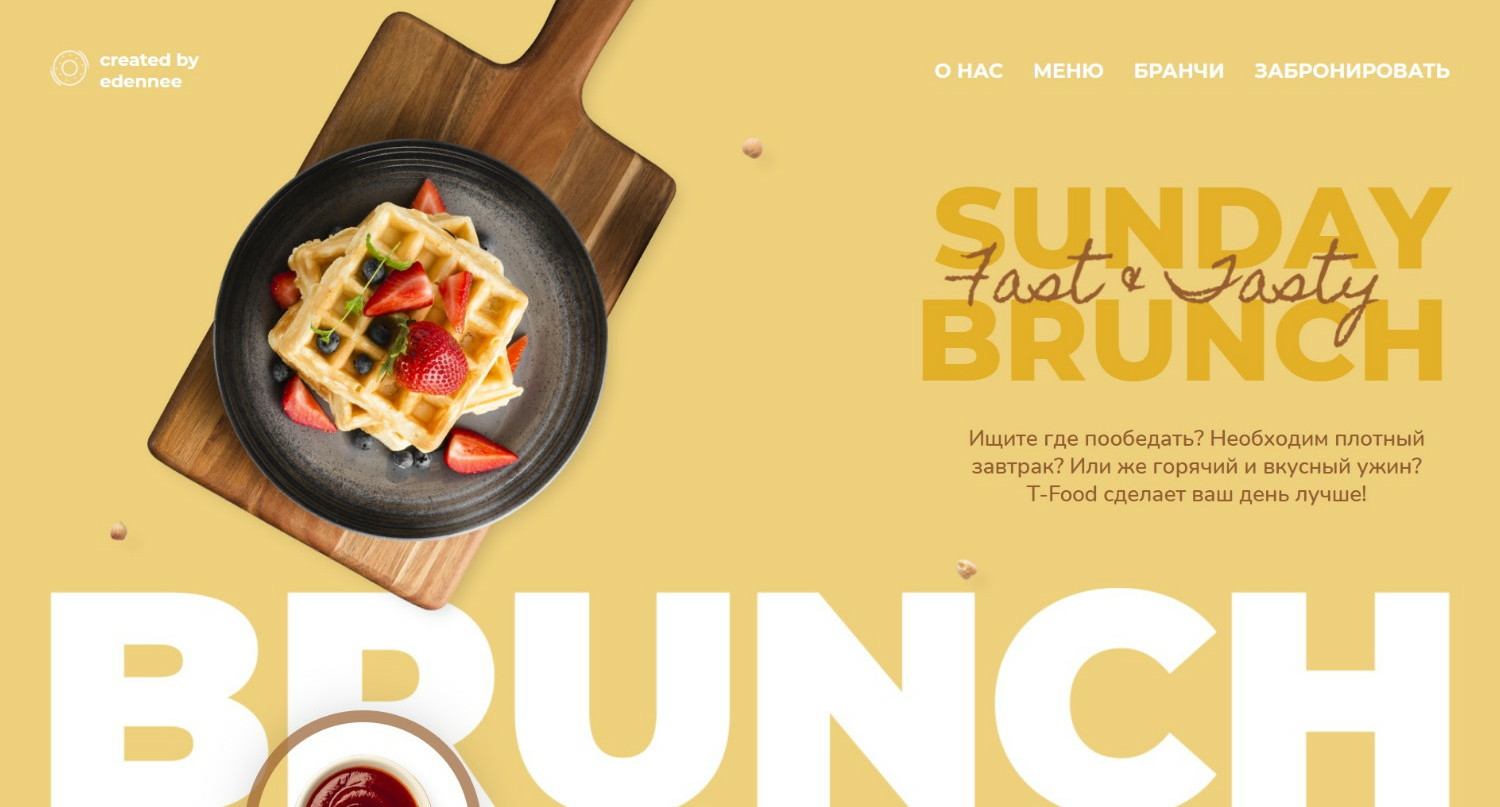 created by
edennee
О НАС МЕНЮ БРАНЧИ ЗАБРОНИРОВАТЬ
SUNDAY
Fast & Tasty
BRUNCH
Ищите где пообедать? Необходим плотный
завтрак? Или же горячий и вкусный ужин?
T-Food сделает ваш день лучше!
BRUNCH